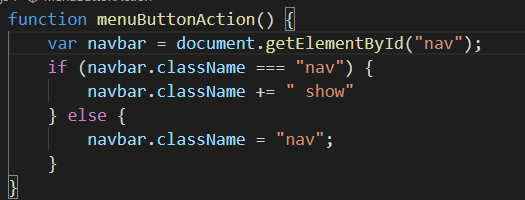 function menuButtonAction() {
    var navbar = document.getElementById("nav");
    if (navbar.className === "nav") {
        navbar.className += " show"
    } else {
        navbar.className = "nav";
    }
}